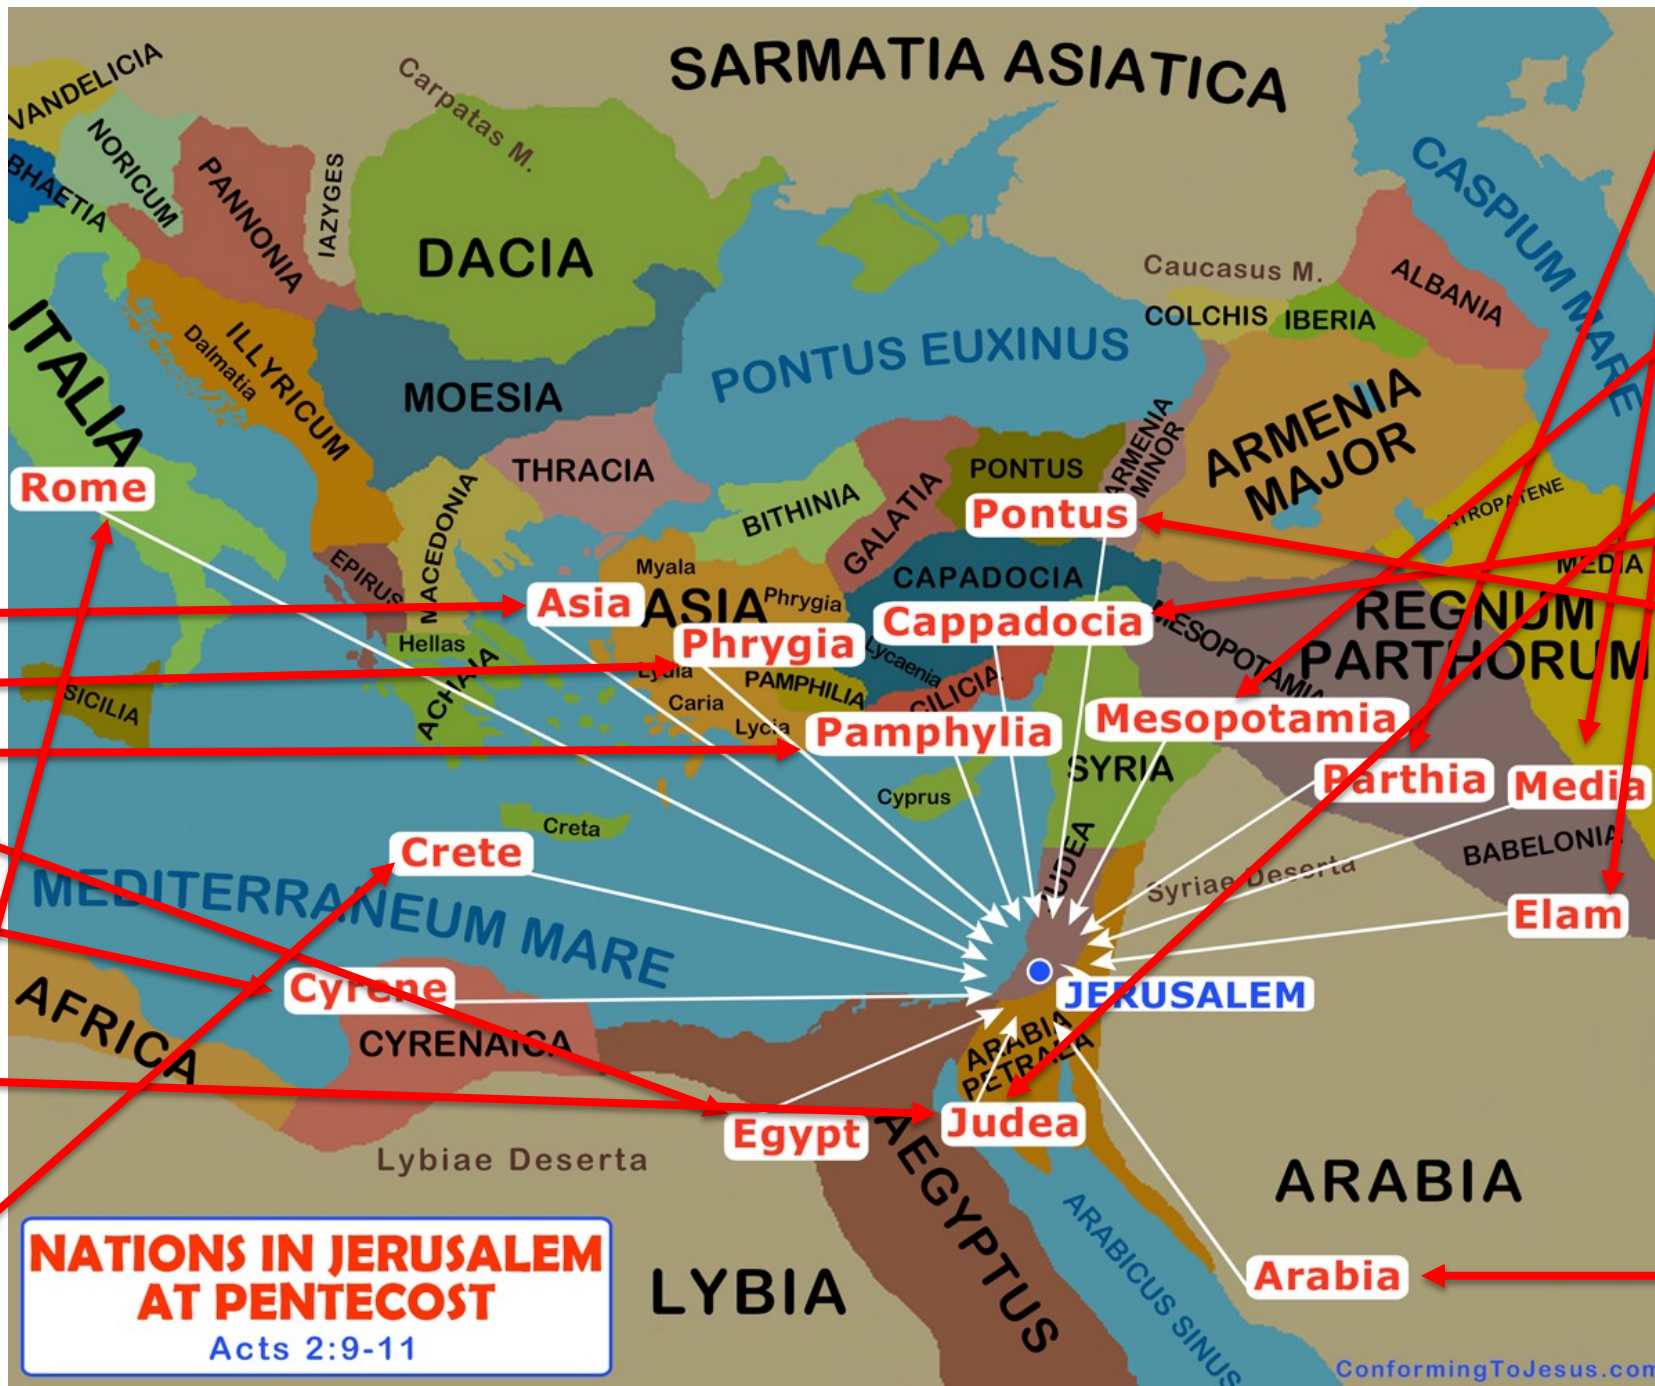 SARMATIA ASIATICA
VANDELICIA
Carpatas M.
NORICUM
BHAETIA
PANNONIA
IAZYGES
DACIA
CASPIUM MARE
Caucasus M.
ALBANIA
COLCHIS
IBERIA
ITALIA
ILLYRICUM
Dalmatia
MOESIA
PONTUS EUXINUS
ARMENIA
MAJOR
ARMENIA
MINOR
THRACIA
PONTUS
Rome
MACEDONIA
BITHINIA
GALATIA
Pontus
ATROPATENE
EPIRUS
Myala
CAPADOCIA
MEDIA
Asia
ASIA
Phrygia
Cappadocia
MESOPOTAMIA
REGNUM
PARTHORUM
Hellas
Phrygia
Lycaenia
SICILIA
ACHAIA
Lydia
PAMPHILIA
CILICIA
Caria
Lycia
Pamphylia
Mesopotamia
SYRIA
Parthia
Media
Cyprus
Creta
Crete
JUDEA
BABELONIA
Syriae Deserta
MEDITERRANEUM MARE
Elam
Cyrene
JERUSALEM
AFRICA
CYRENAICA
ARABIA
PETRAEA
Egypt
Judea
Lybiae Deserta
AEGYPTUS
ARABIA
ARABICUS SINUS
NATIONS IN JERUSALEM
AT PENTECOST
Acts 2:9-11
LYBIA
Arabia
ConformingToJesus.com